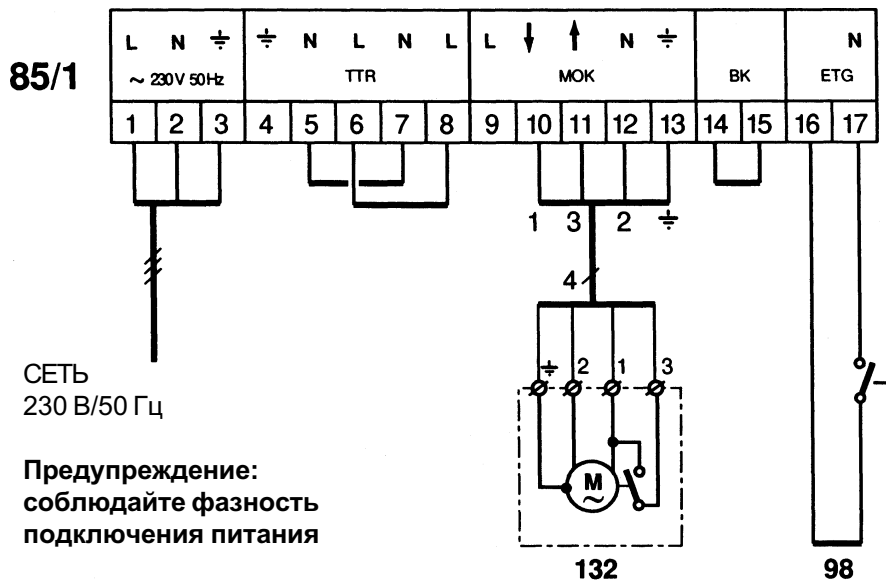 L N ⏚ ⏚ N L N L L ↓ ↑ N ⏚ N
85/1
~ 230V 50Hz TTR MOK BK ETG
1 2 3 4 5 6 7 8 9 10 11 12 13 14 15 16 17
1 3 2 ⏚
4
⏚ 2 1 3
СЕТЬ
230 В/50 Гц
Предупреждение:
соблюдайте фазность
подключения питания
M
~
132 98